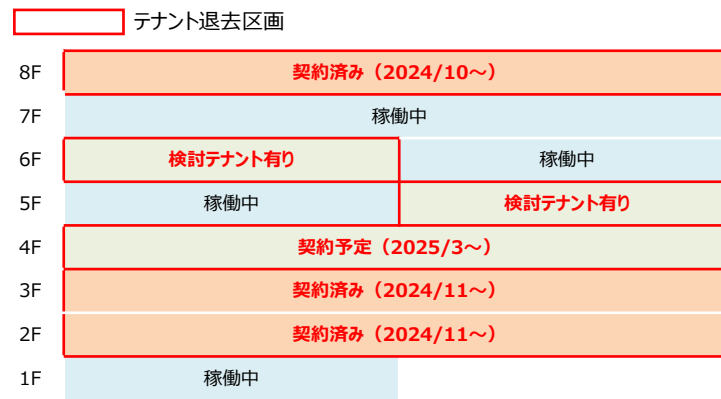 テナント退去区画
8F 契約済み（2024/10～）
7F 稼働中
6F 検討テナント有り 稼働中
5F 稼働中 検討テナント有り
4F 契約予定（2025/3～）
3F 契約済み（2024/11～）
2F 契約済み（2024/11～）
1F 稼働中